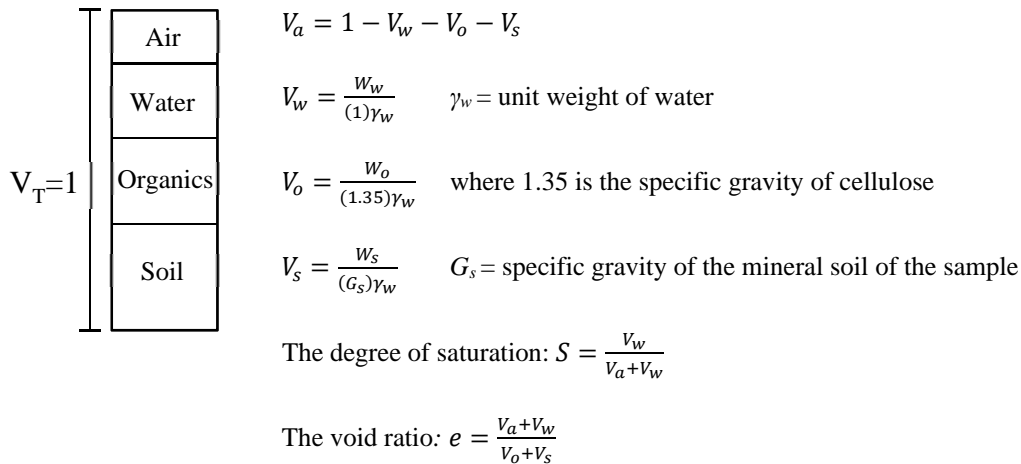 Air
Water
Organics
Soil
V_T=1
V_a = 1 − V_w − V_o − V_s
V_w = W_w/((1)γ_w) γ_w = unit weight of water
V_o = W_o/((1.35)γ_w) where 1.35 is the specific gravity of cellulose
V_s = W_s/((G_s)γ_w) G_s = specific gravity of the mineral soil of the sample
The degree of saturation: S = V_w/(V_a+V_w)
The void ratio: e = (V_a+V_w)/(V_o+V_s)